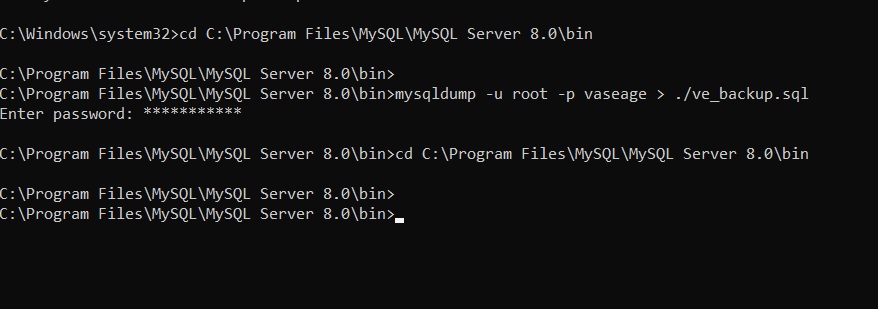 C:\Windows\system32>cd C:\Program Files\MySQL\MySQL Server 8.0\bin
C:\Program Files\MySQL\MySQL Server 8.0\bin>
C:\Program Files\MySQL\MySQL Server 8.0\bin>mysqldump -u root -p vaseage > ./ve_backup.sql
Enter password: ***********
C:\Program Files\MySQL\MySQL Server 8.0\bin>cd C:\Program Files\MySQL\MySQL Server 8.0\bin
C:\Program Files\MySQL\MySQL Server 8.0\bin>
C:\Program Files\MySQL\MySQL Server 8.0\bin>